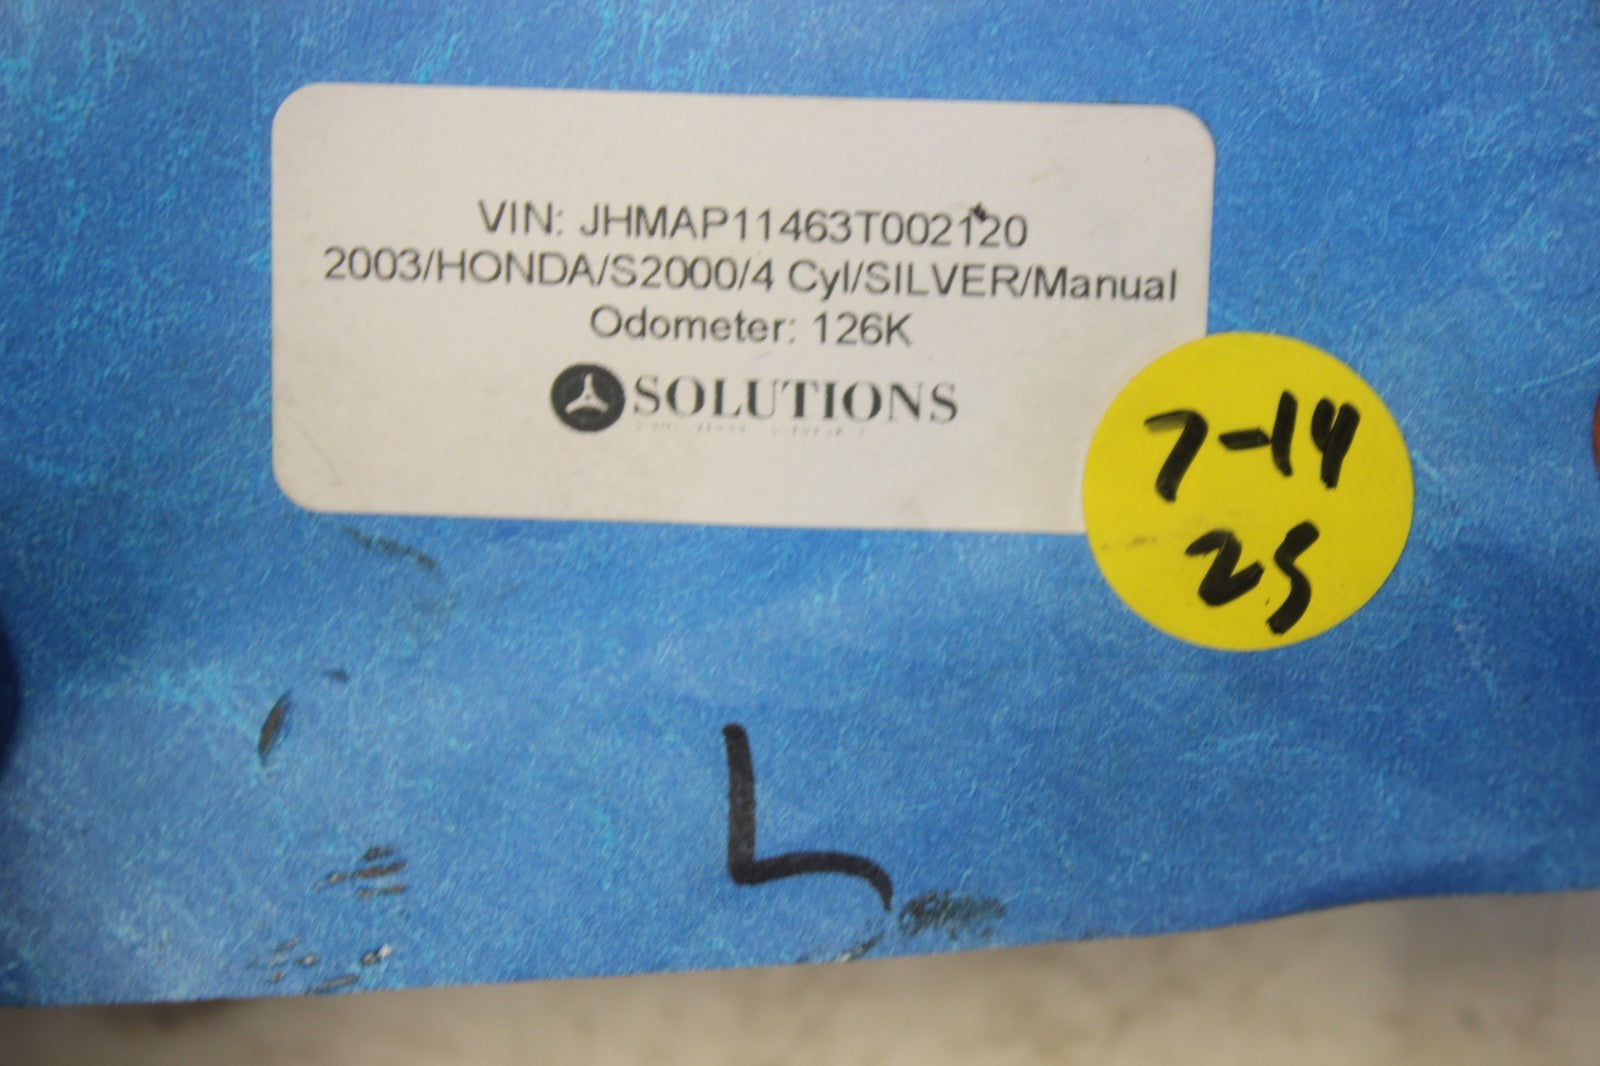 VIN: JHMAP11463T002120
2003/HONDA/S2000/4 Cyl/SILVER/Manual
Odometer: 126K
SOLUTIONS
7-14
25
L